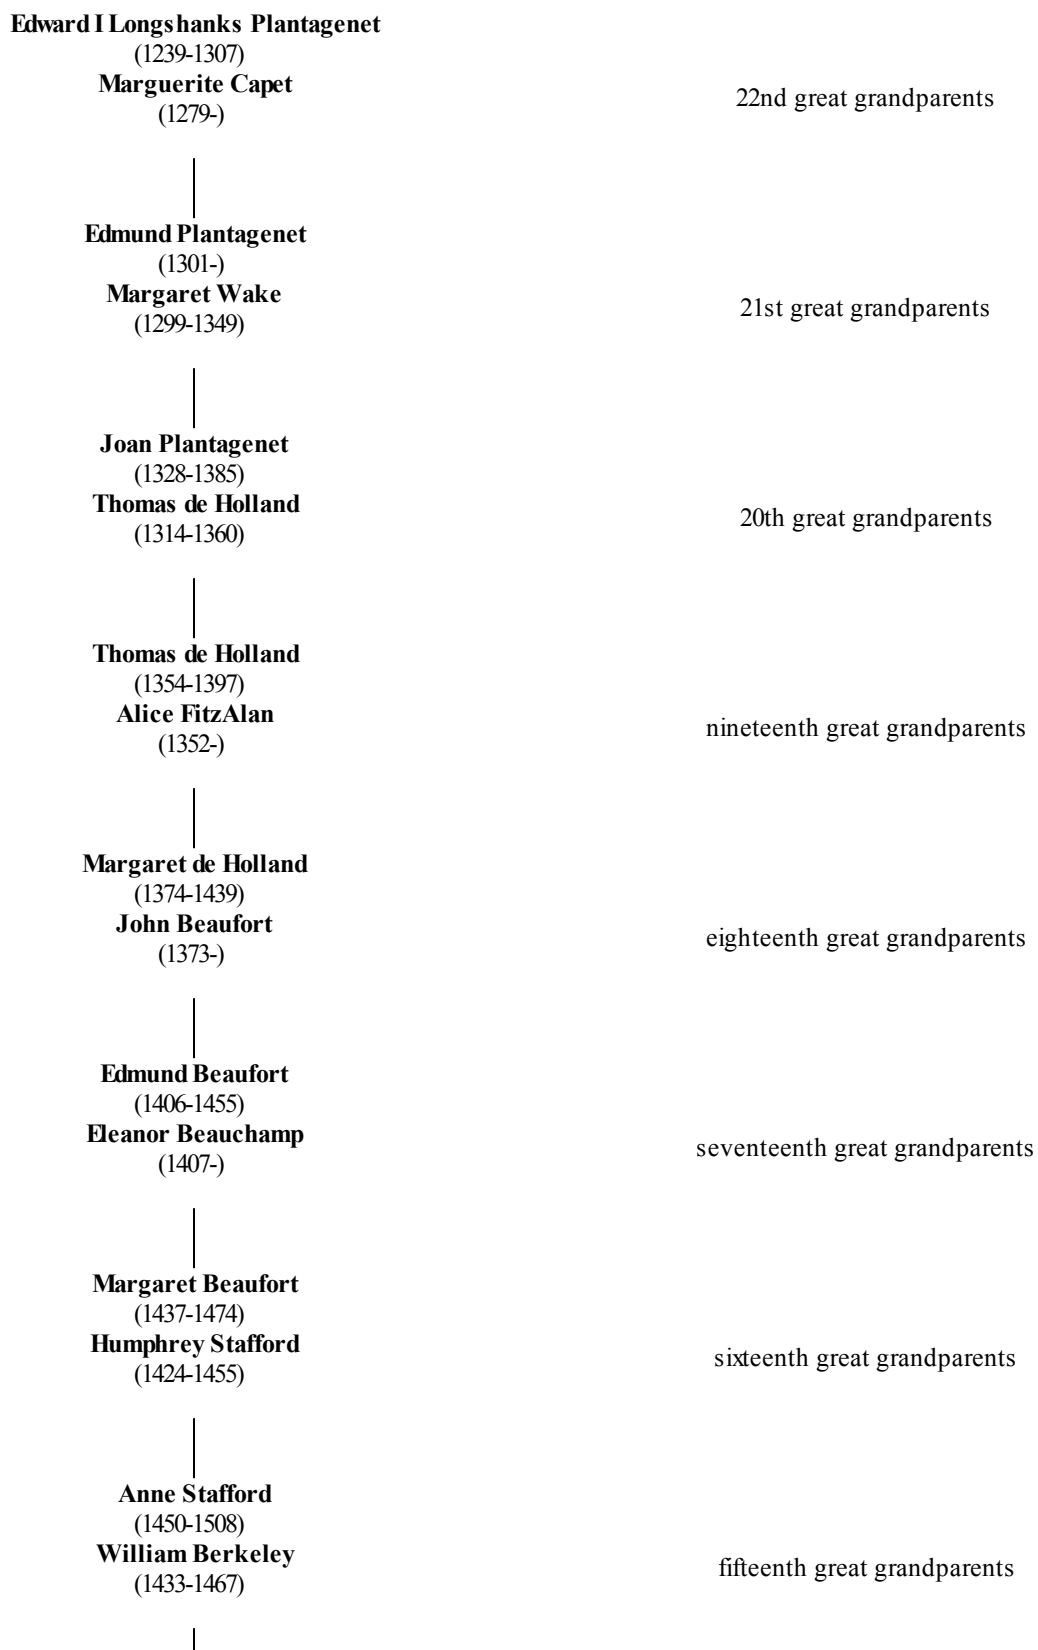 Edward I Longshanks Plantagenet
(1239-1307)
Marguerite Capet
(1279-)
22nd great grandparents
Edmund Plantagenet
(1301-)
Margaret Wake
(1299-1349)
21st great grandparents
Joan Plantagenet
(1328-1385)
Thomas de Holland
(1314-1360)
20th great grandparents
Thomas de Holland
(1354-1397)
Alice FitzAlan
(1352-)
nineteenth great grandparents
Margaret de Holland
(1374-1439)
John Beaufort
(1373-)
eighteenth great grandparents
Edmund Beaufort
(1406-1455)
Eleanor Beauchamp
(1407-)
seventeenth great grandparents
Margaret Beaufort
(1437-1474)
Humphrey Stafford
(1424-1455)
sixteenth great grandparents
Anne Stafford
(1450-1508)
William Berkeley
(1433-1467)
fifteenth great grandparents